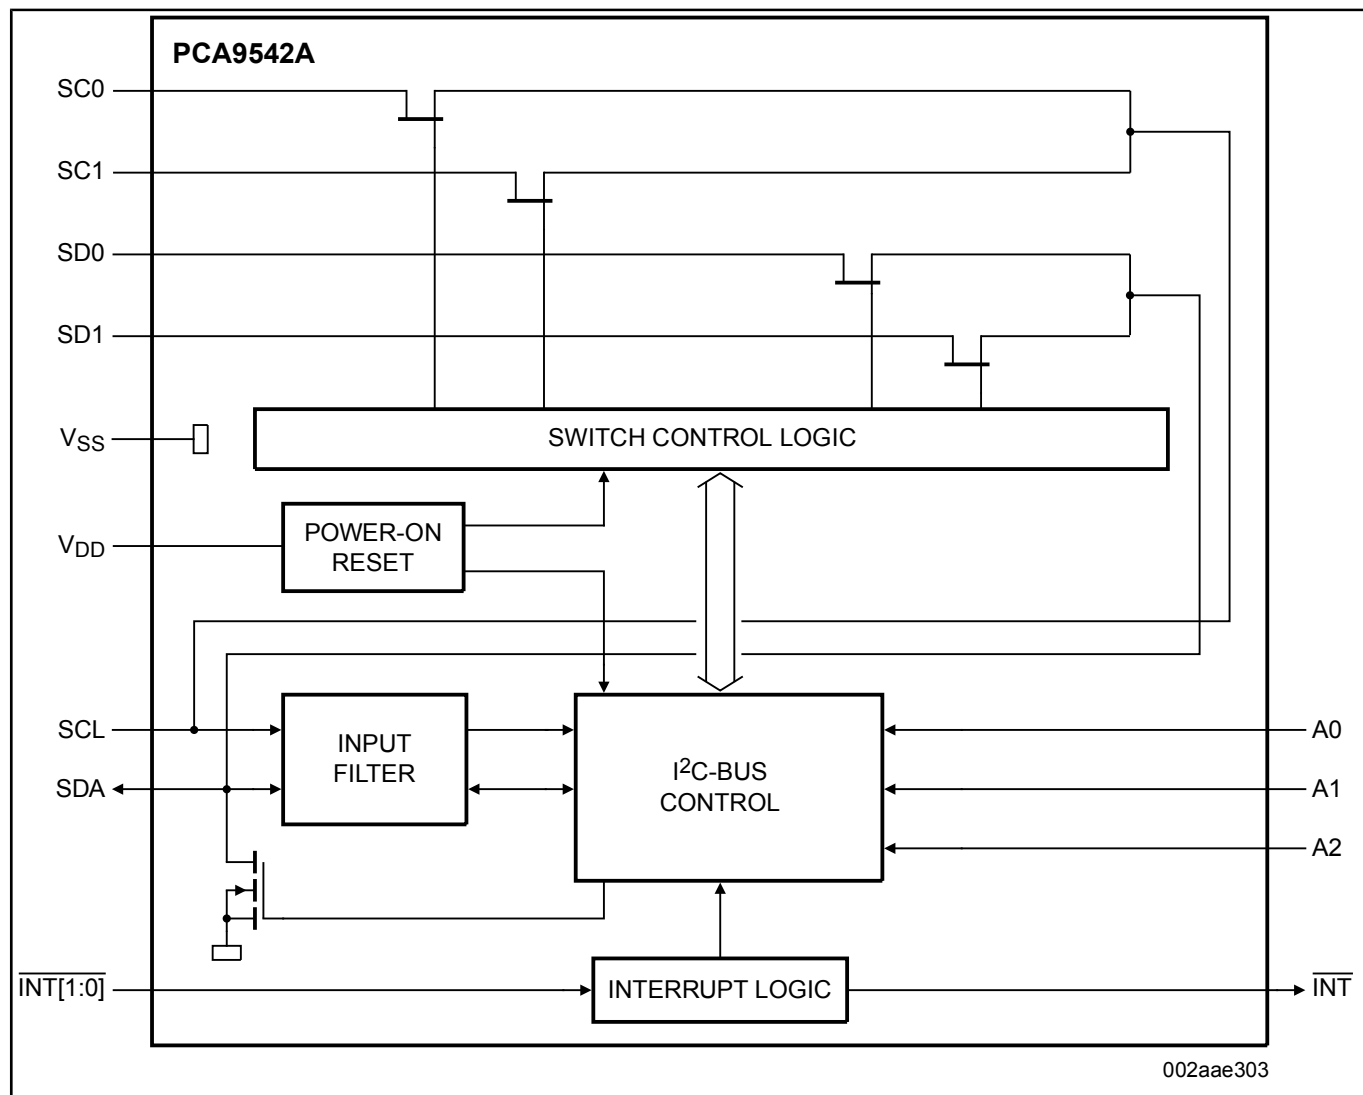 PCA9542A
SC0
SC1
SD0
SD1
VSS
SWITCH CONTROL LOGIC
VDD
POWER-ON
RESET
SCL
SDA
INPUT
FILTER
I²C-BUS
CONTROL
A0
A1
A2
INT[1:0]
INTERRUPT LOGIC
INT
002aae303